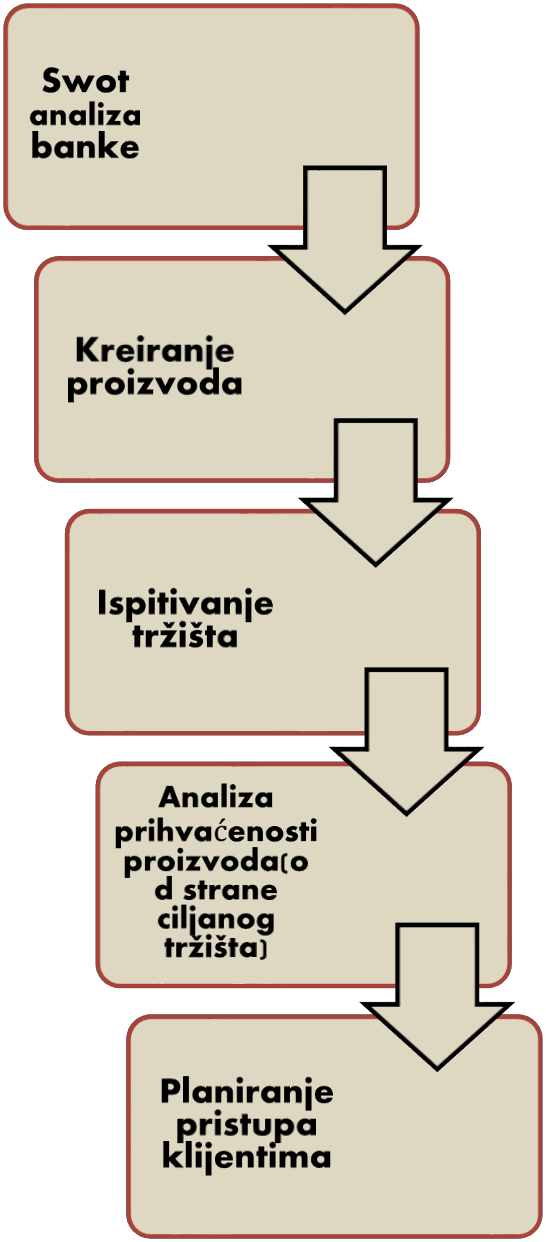 Swot
analiza
banke
Kreiranje
proizvoda
Ispitivanje
tržišta
Analiza
prihvaćenosti
proizvoda(o
d strane
ciljanog
tržišta)
Planiranje
pristupa
klijentima